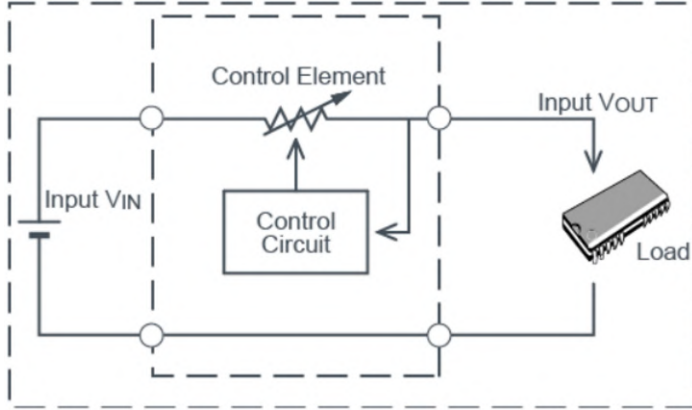 Control Element
Input VOUT
Input VIN
Control
Circuit
Load